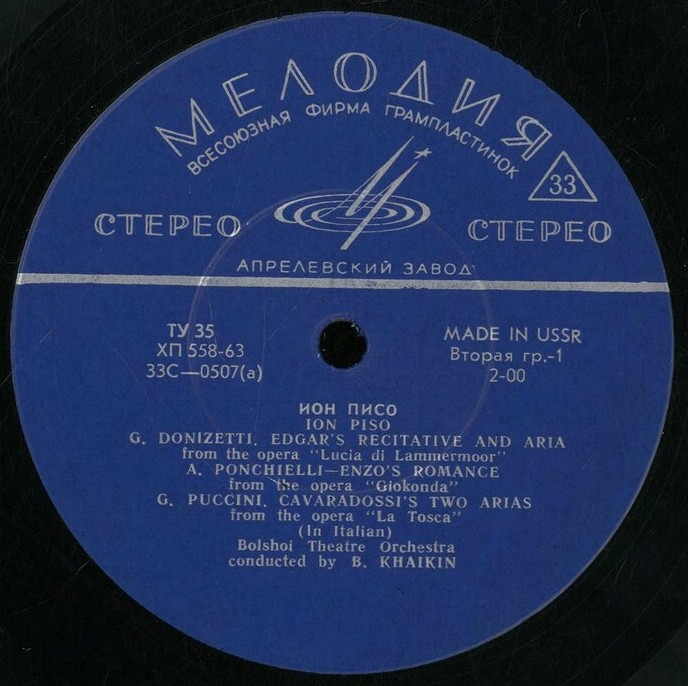 МЕЛОДИЯ
ВСЕСОЮЗНАЯ ФИРМА ГРАМПЛАСТИНОК
33
СТЕРЕО
СТЕРЕО
АПРЕЛЕВСКИЙ ЗАВОД
ТУ 35
ХП 558-63
33С—0507(а)
MADE IN USSR
Вторая гр.-1
2-00
ИОН ПИСО
ION PISO
G. DONIZETTI. EDGAR'S RECITATIVE AND ARIA
from the opera "Lucia di Lammermoor"
A. PONCHIELLI—ENZO'S ROMANCE
from the opera "Giokonda"
G. PUCCINI. CAVARADOSSI'S TWO ARIAS
from the opera "La Tosca"
(In Italian)
Bolshoi Theatre Orchestra
conducted by B. KHAIKIN